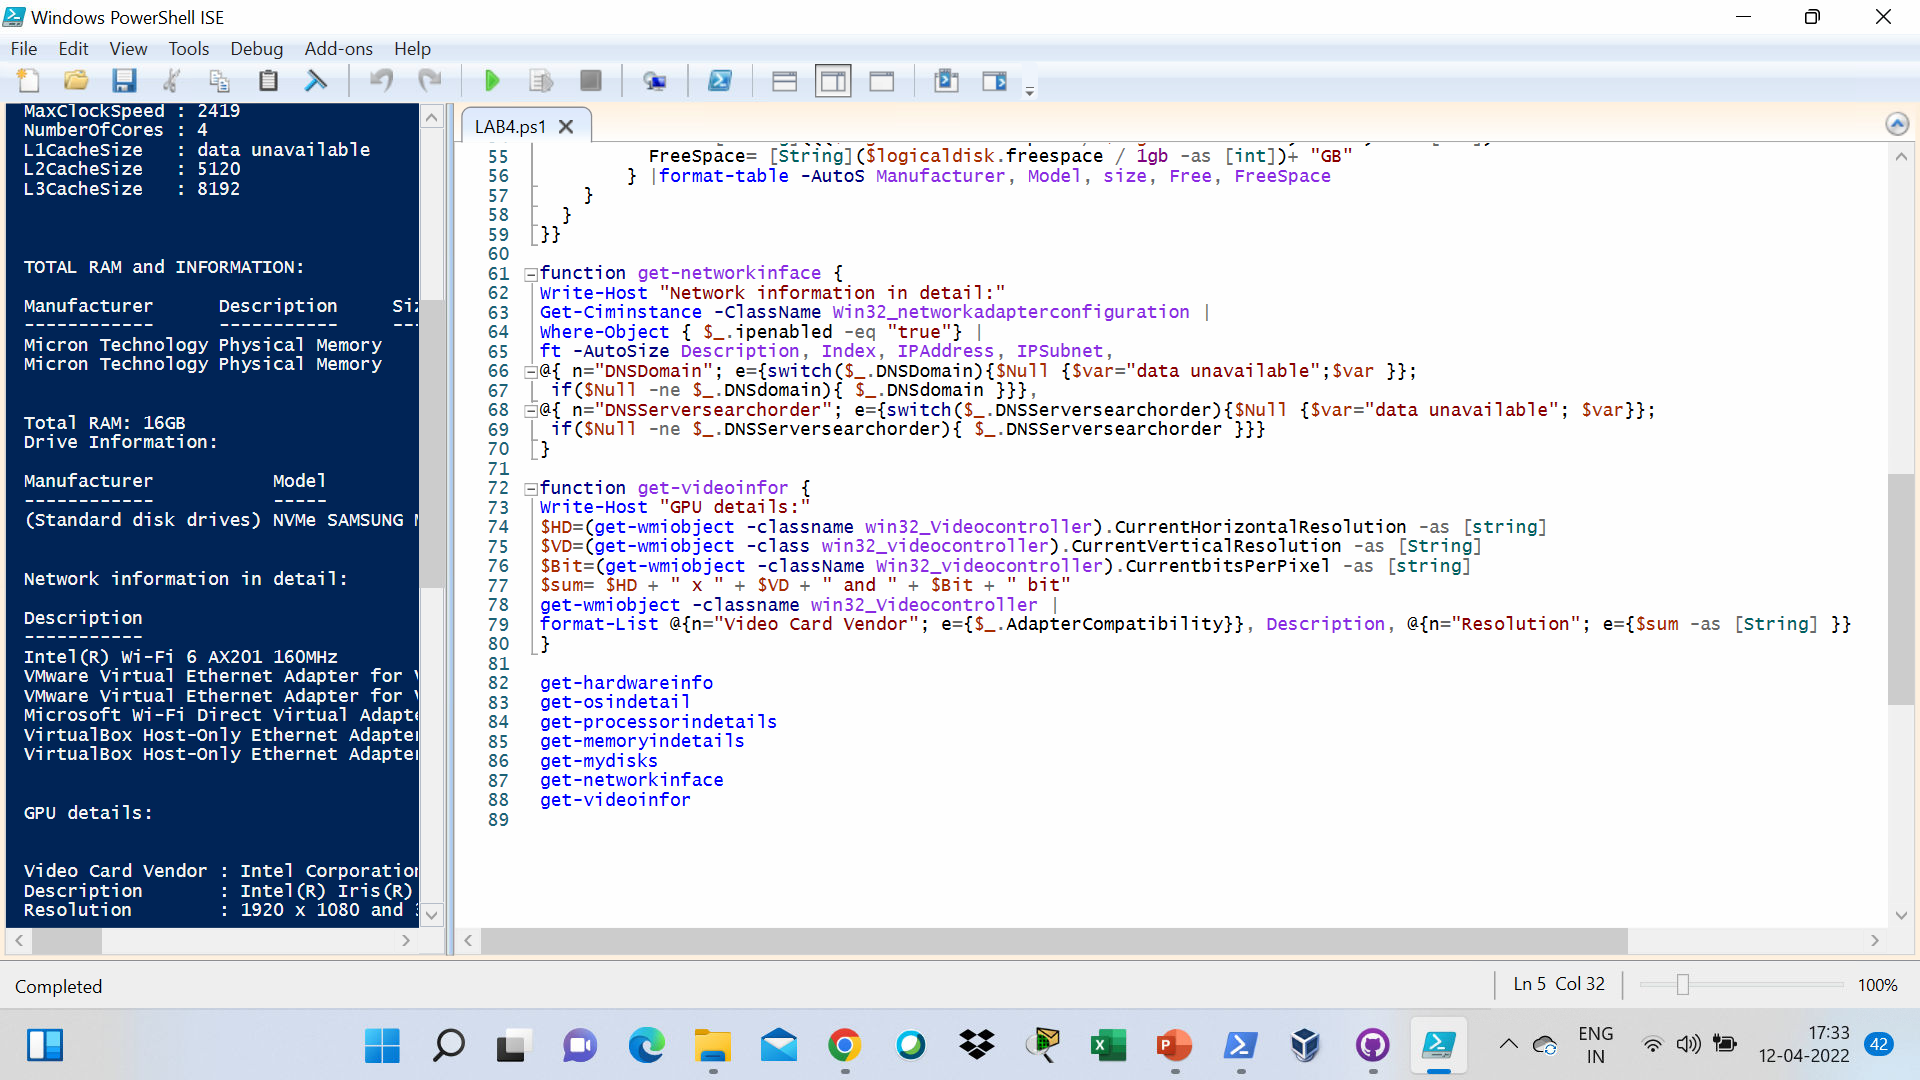 Windows PowerShell ISE
File Edit View Tools Debug Add-ons Help
MaxClockSpeed : 2419
NumberOfCores : 4
L1CacheSize : data unavailable
L2CacheSize : 5120
L3CacheSize : 8192
TOTAL RAM and INFORMATION:
Manufacturer Description
------------ -----------
Micron Technology Physical Memory
Micron Technology Physical Memory
Total RAM: 16GB
Drive Information:
Manufacturer Model
------------ -----
(Standard disk drives) NVMe SAMSUNG
Network information in detail:
Description
-----------
Intel(R) Wi-Fi 6 AX201 160MHz
VMware Virtual Ethernet Adapter for
VMware Virtual Ethernet Adapter for
Microsoft Wi-Fi Direct Virtual Adapte
VirtualBox Host-Only Ethernet Adapter
VirtualBox Host-Only Ethernet Adapter
GPU details:
Video Card Vendor : Intel Corporation
Description : Intel(R) Iris(R)
Resolution : 1920 x 1080 and
LAB4.ps1
55 FreeSpace= [String]($logicaldisk.freespace / 1gb -as [int])+ "GB"
56 } |format-table -AutoS Manufacturer, Model, size, Free, FreeSpace
57 }
58 }
59 }}
60
61 function get-networkinface {
62 Write-Host "Network information in detail:"
63 Get-Ciminstance -ClassName Win32_networkadapterconfiguration |
64 Where-Object { $_.ipenabled -eq "true"} |
65 ft -AutoSize Description, Index, IPAddress, IPSubnet,
66 @{ n="DNSDomain"; e={switch($_.DNSDomain){$Null {$var="data unavailable";$var }};
67 if($Null -ne $_.DNSdomain){ $_.DNSdomain }}},
68 @{ n="DNSServersearchorder"; e={switch($_.DNSServersearchorder){$Null {$var="data unavailable"; $var}};
69 if($Null -ne $_.DNSServersearchorder){ $_.DNSServersearchorder }}}
70 }
71
72 function get-videoinfor {
73 Write-Host "GPU details:"
74 $HD=(get-wmiobject -classname win32_Videocontroller).CurrentHorizontalResolution -as [string]
75 $VD=(get-wmiobject -class win32_videocontroller).CurrentVerticalResolution -as [String]
76 $Bit=(get-wmiobject -className Win32_videocontroller).CurrentbitsPerPixel -as [string]
77 $sum= $HD + " x " + $VD + " and " + $Bit + " bit"
78 get-wmiobject -classname win32_Videocontroller |
79 format-List @{n="Video Card Vendor"; e={$_.AdapterCompatibility}}, Description, @{n="Resolution"; e={$sum -as [String] }}
80 }
81
82 get-hardwareinfo
83 get-osindetail
84 get-processorindetails
85 get-memoryindetails
86 get-mydisks
87 get-networkinface
88 get-videoinfor
89
Completed
Ln 5 Col 32
100%
ENG
IN
17:33
12-04-2022
42